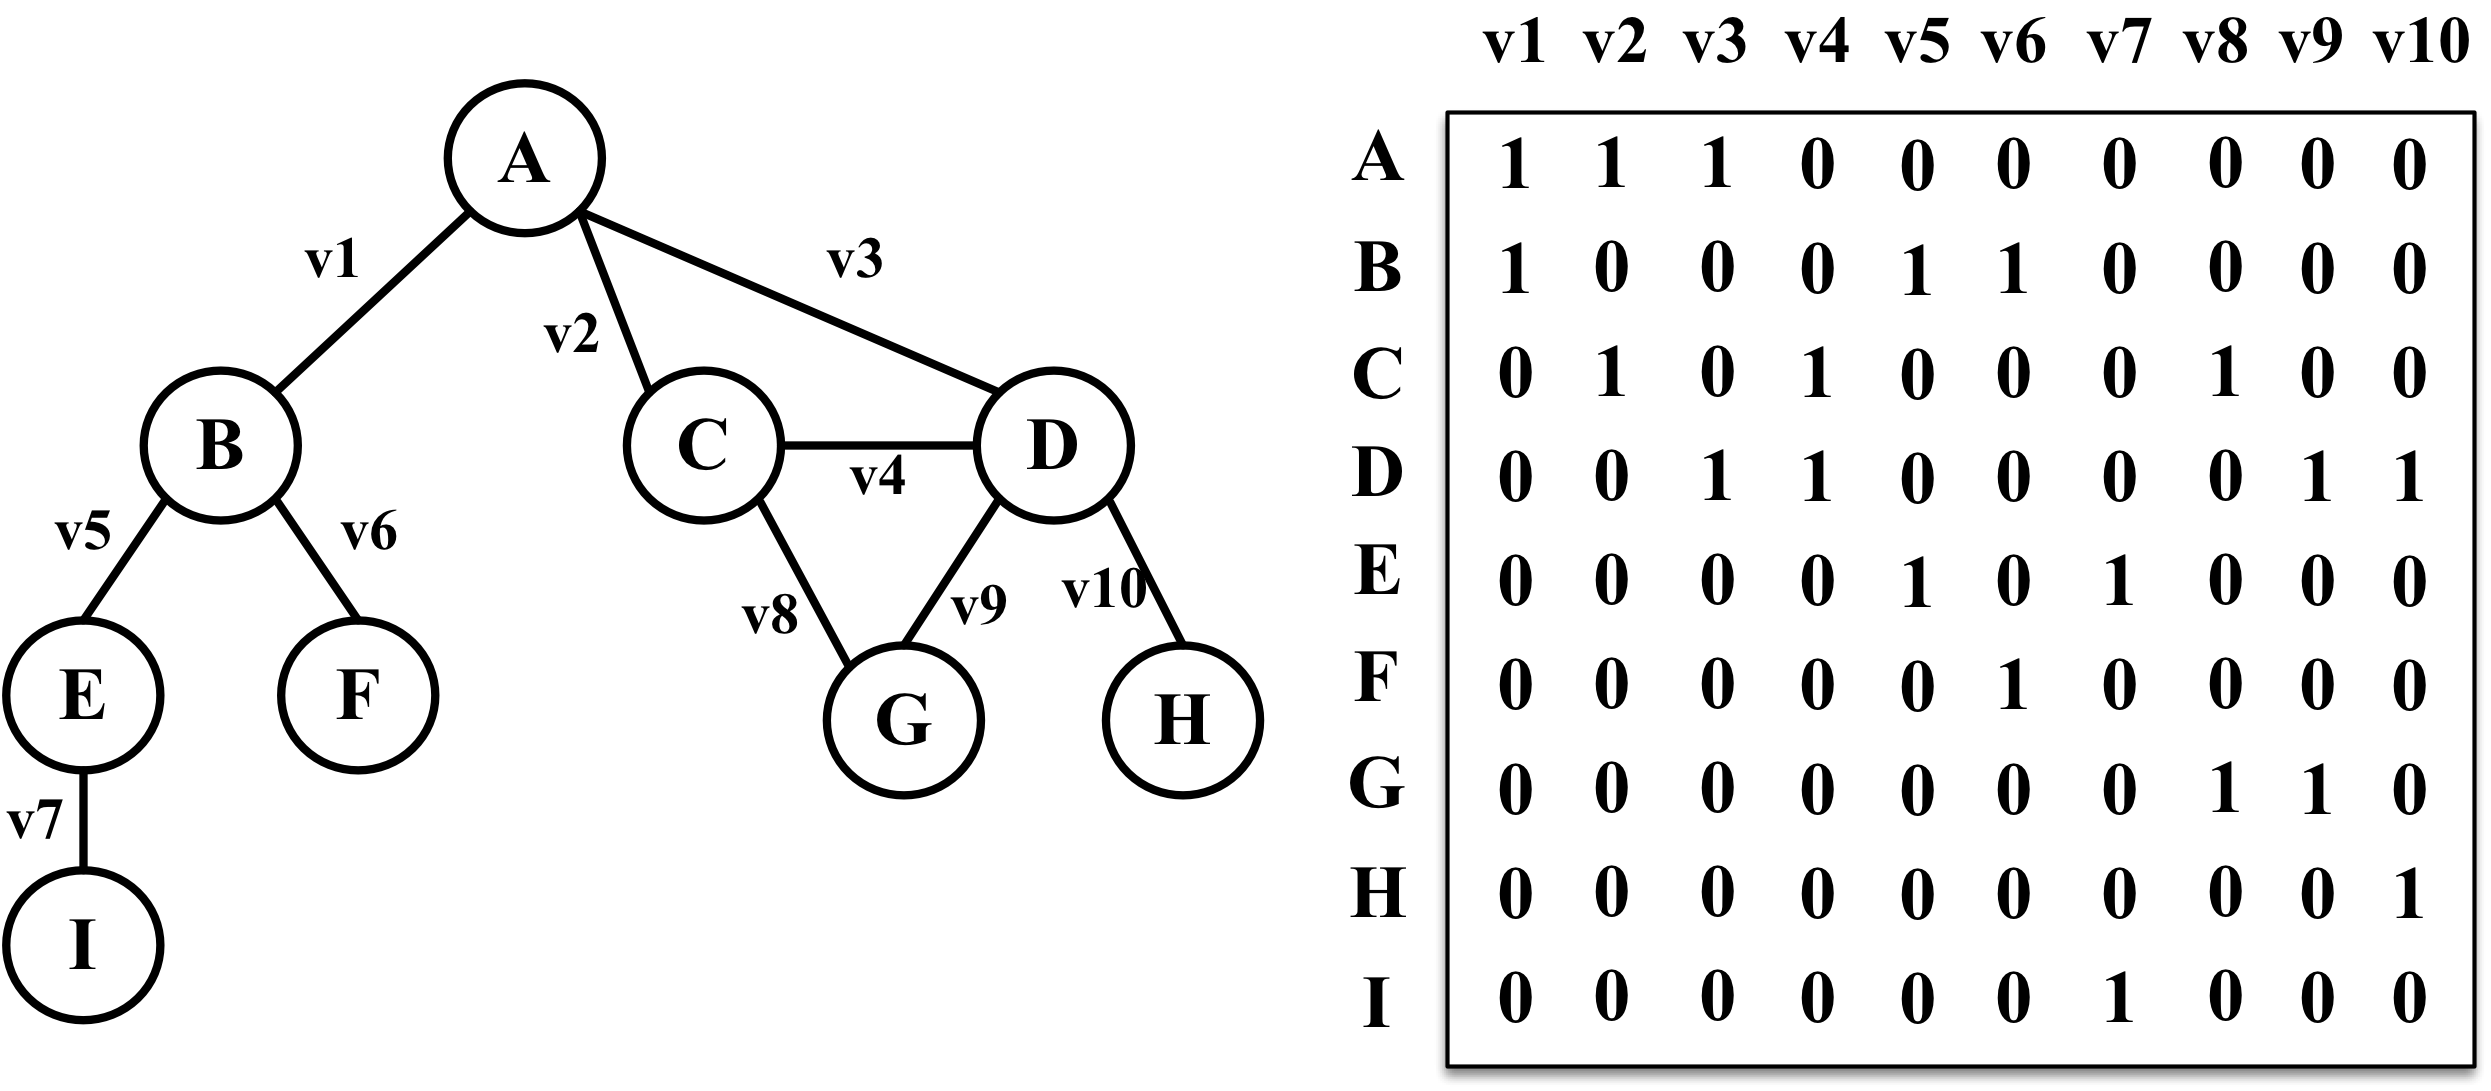 A
v1
v3
v2
B
C
D
v4
v5
v6
v8
v9
v10
E
F
G
H
v7
I
v1 v2 v3 v4 v5 v6 v7 v8 v9 v10
A 1 1 1 0 0 0 0 0 0 0
B 1 0 0 0 1 1 0 0 0 0
C 0 1 0 1 0 0 0 1 0 0
D 0 0 1 1 0 0 0 0 1 1
E 0 0 0 0 1 0 1 0 0 0
F 0 0 0 0 0 1 0 0 0 0
G 0 0 0 0 0 0 0 1 1 0
H 0 0 0 0 0 0 0 0 0 1
I 0 0 0 0 0 0 1 0 0 0